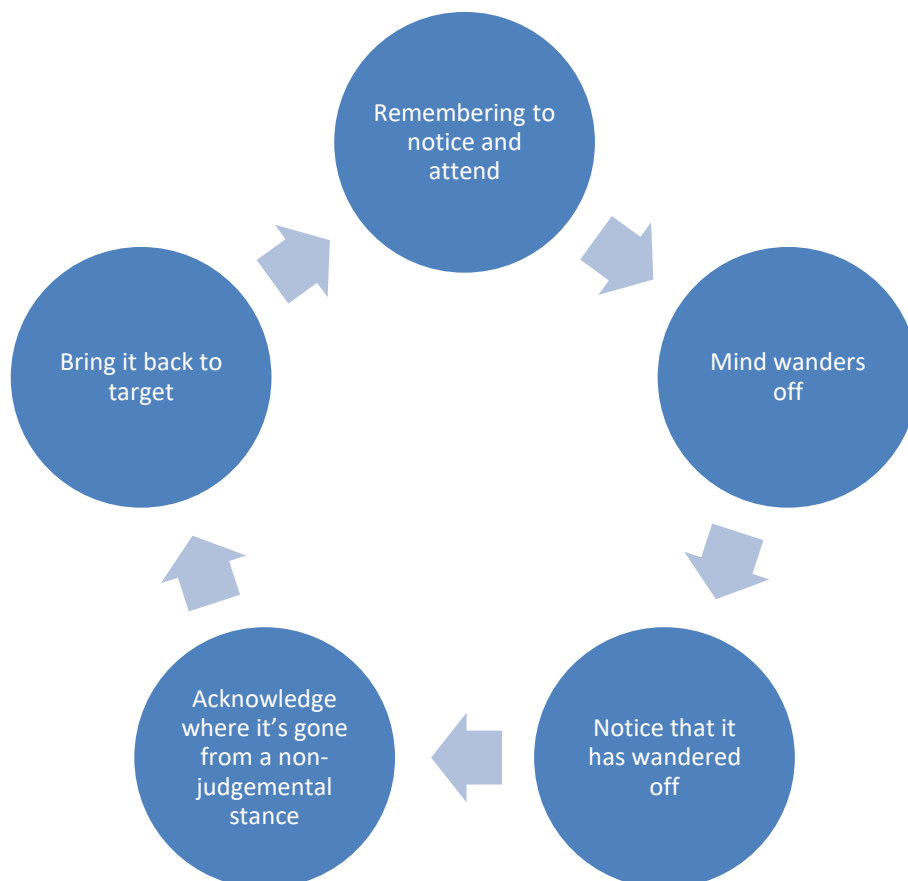 Remembering to
notice and
attend
Mind wanders
off
Notice that it
has wandered
off
Acknowledge
where it’s gone
from a non-
judgemental
stance
Bring it back to
target